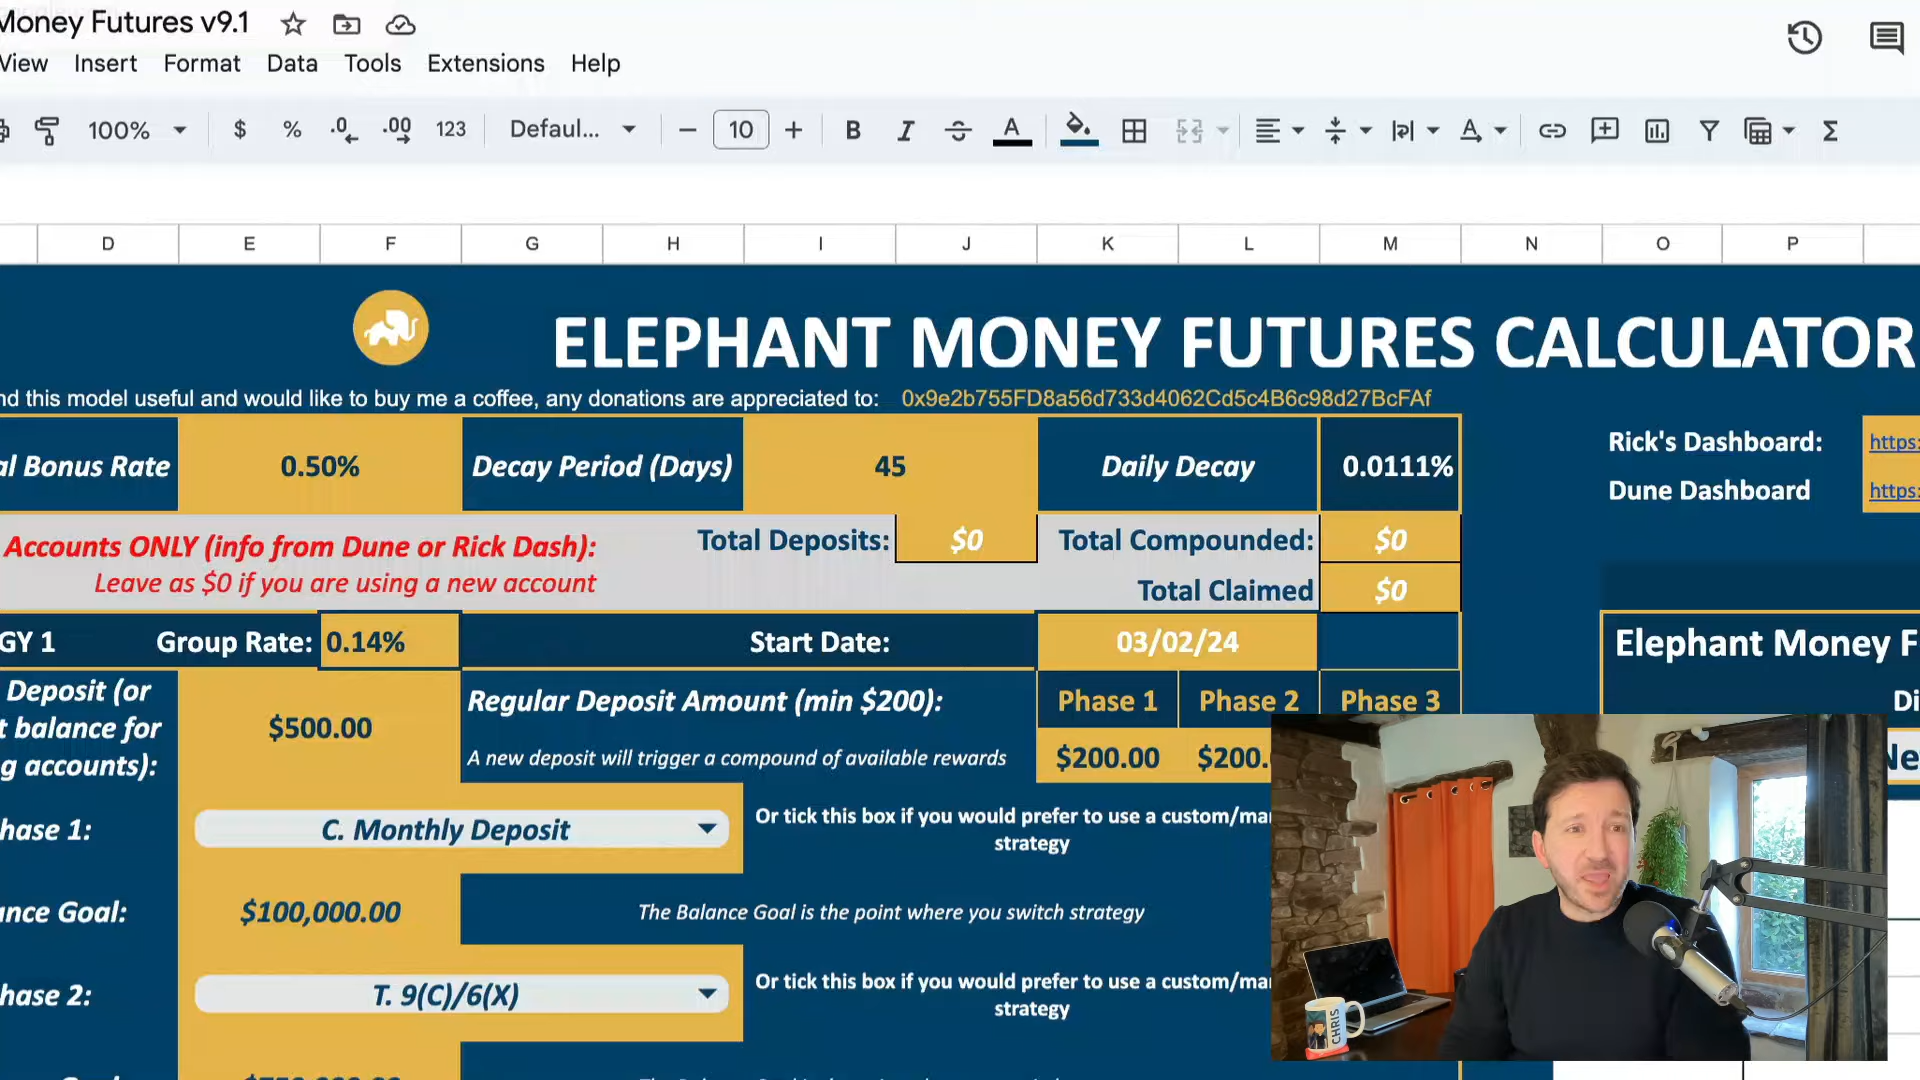 Money Futures v9.1
View Insert Format Data Tools Extensions Help
100% $ % .0 .00 123 Defaul... 10 B I A
D E F G H I J K L M N O P
ELEPHANT MONEY FUTURES CALCULATOR
nd this model useful and would like to buy me a coffee, any donations are appreciated to: 0x9e2b755FD8a56d733d4062Cd5c4B6c98d27BcFAf
al Bonus Rate 0.50% Decay Period (Days) 45 Daily Decay 0.0111%
Rick's Dashboard: https:
Dune Dashboard https:
Accounts ONLY (info from Dune or Rick Dash): Total Deposits: $0 Total Compounded: $0
Leave as $0 if you are using a new account Total Claimed $0
GY 1 Group Rate: 0.14% Start Date: 03/02/24
Elephant Money F
Di
Deposit (or
t balance for
g accounts):
$500.00
Regular Deposit Amount (min $200): Phase 1 Phase 2 Phase 3
A new deposit will trigger a compound of available rewards $200.00 $200.
Ne
hase 1: C. Monthly Deposit
Or tick this box if you would prefer to use a custom/ma
strategy
nce Goal: $100,000.00 The Balance Goal is the point where you switch strategy
hase 2: T. 9(C)/6(X)
Or tick this box if you would prefer to use a custom/ma
strategy
CHRIS